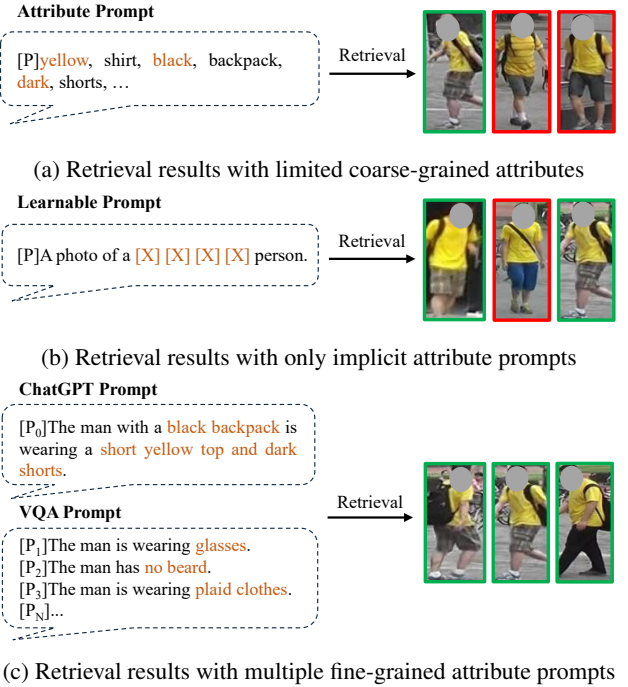 Attribute Prompt
[P]yellow, shirt, black, backpack,
dark, shorts, …
Retrieval
(a) Retrieval results with limited coarse-grained attributes
Learnable Prompt
[P]A photo of a [X] [X] [X] [X] person.
Retrieval
(b) Retrieval results with only implicit attribute prompts
ChatGPT Prompt
[P0]The man with a black backpack is
wearing a short yellow top and dark
shorts.
Retrieval
VQA Prompt
[P1]The man is wearing glasses.
[P2]The man has no beard.
[P3]The man is wearing plaid clothes.
[PN]...
(c) Retrieval results with multiple fine-grained attribute prompts